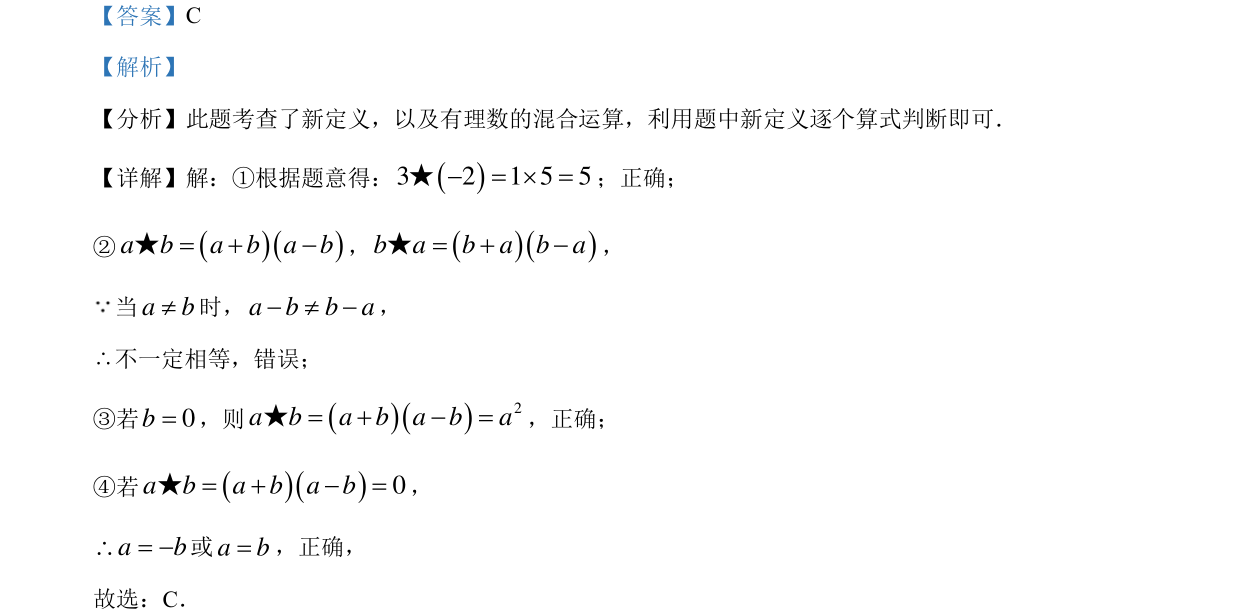 【答案】C
【解析】
【分析】此题考查了新定义，以及有理数的混合运算，利用题中新定义逐个算式判断即可．
【详解】解：①根据题意得：3★(−2)=1×5=5；正确；
②a★b=(a+b)(a−b)，b★a=(b+a)(b−a)，
∵当a≠b时，a−b≠b−a，
∴不一定相等，错误；
③若b=0，则a★b=(a+b)(a−b)=a²，正确；
④若a★b=(a+b)(a−b)=0，
∴a=−b或a=b，正确，
故选：C．